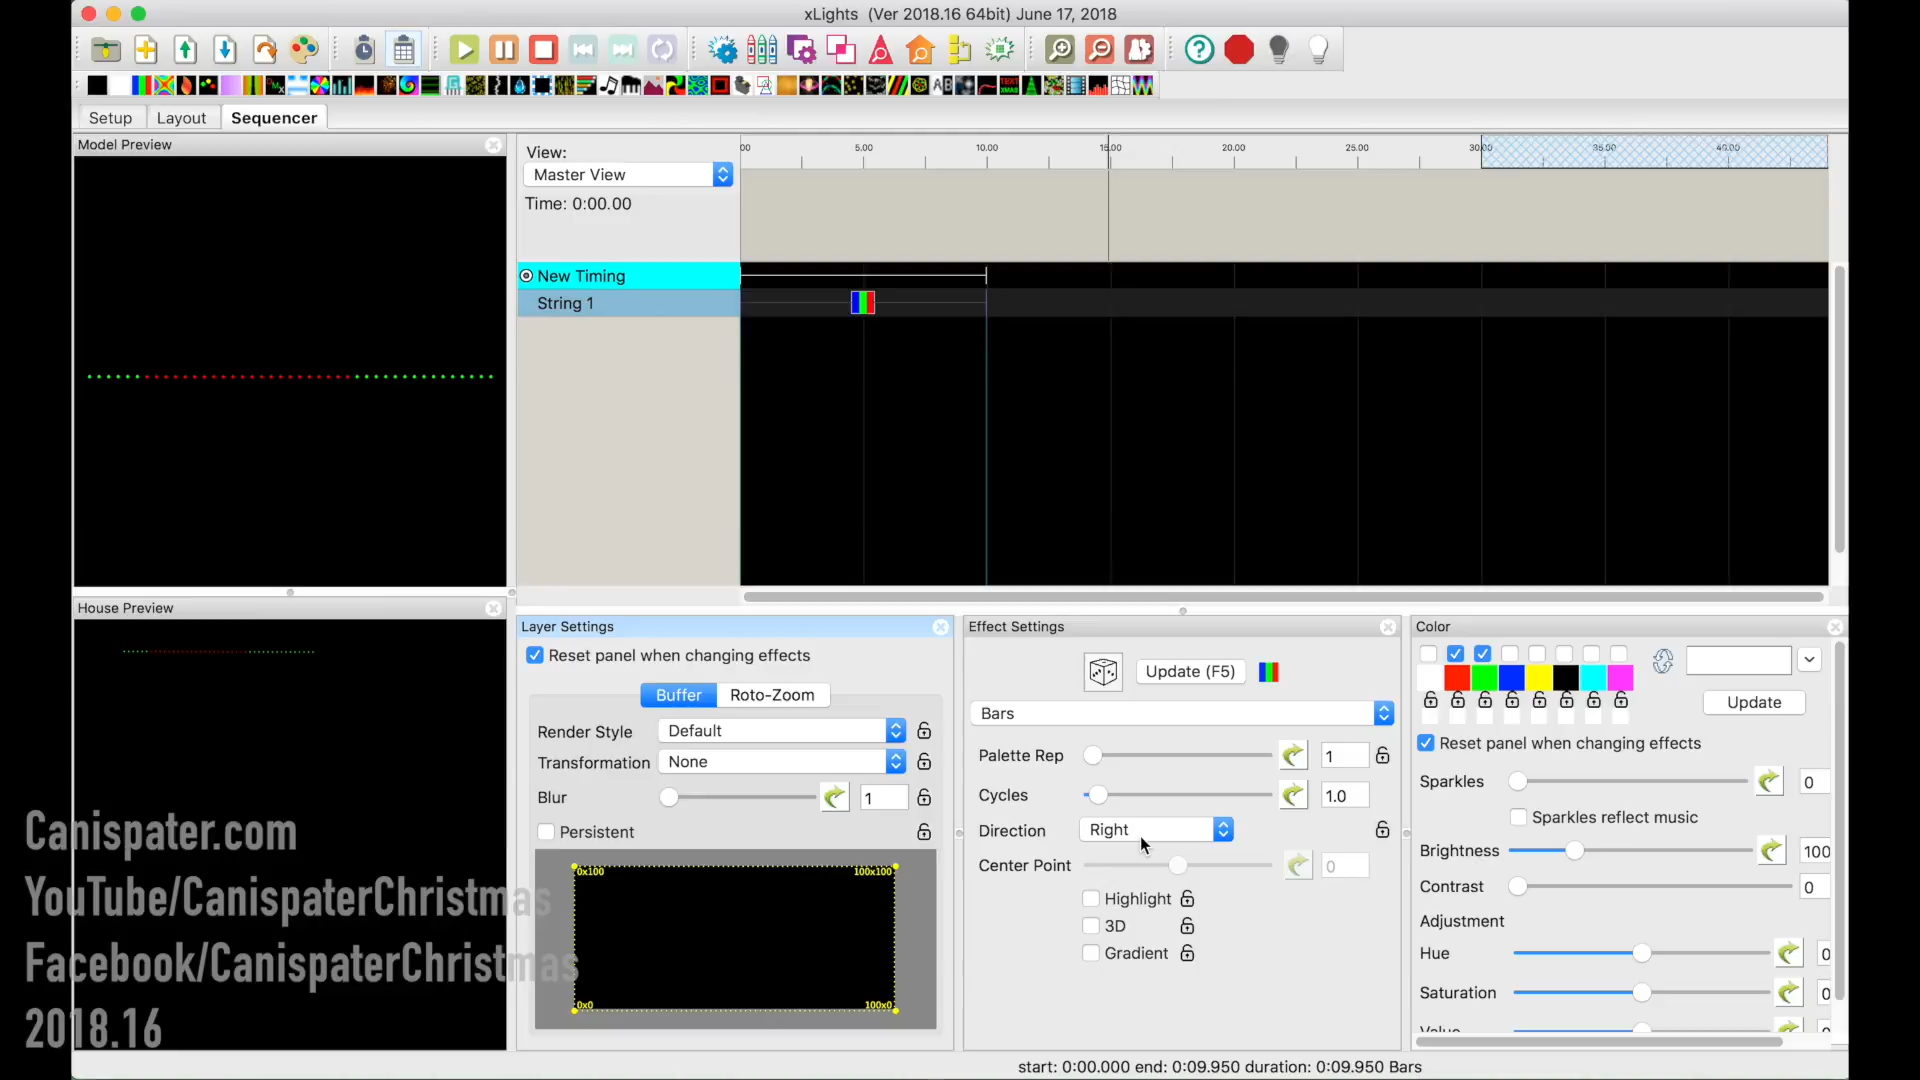 xLights (Ver 2018.16 64bit) June 17, 2018
Setup
Layout
Sequencer
Model Preview
View:
Master View
Time: 0:00.00
00
5.00
10.00
15.00
20.00
25.00
30.00
35.00
40.00
New Timing
String 1
House Preview
Layer Settings
Reset panel when changing effects
Buffer
Roto-Zoom
Render Style
Default
Transformation
None
Blur
1
Persistent
0x100
100x100
0x0
100x0
Effect Settings
Update (F5)
Bars
Palette Rep
1
Cycles
1.0
Direction
Right
Center Point
0
Highlight
3D
Gradient
Color
Update
Reset panel when changing effects
Sparkles
0
Sparkles reflect music
Brightness
100
Contrast
0
Adjustment
Hue
0
Saturation
0
Value
0
Canispater.com
YouTube/CanispaterChristmas
Facebook/CanispaterChristmas
2018.16
start: 0:00.000 end: 0:09.950 duration: 0:09.950 Bars